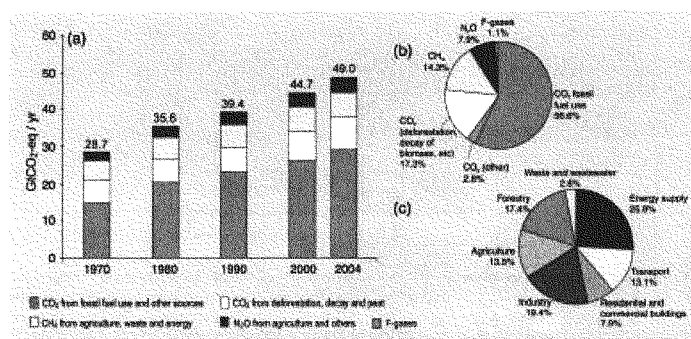 (a)
60
50
40
30
20
10
0
GtCO₂-eq / yr
28.7
35.6
39.4
44.7
49.0
1970
1980
1990
2000
2004
CO₂ from fossil fuel use and other sources
CO₂ from deforestation, decay and peat
CH₄ from agriculture, waste and energy
N₂O from agriculture and others
F-gases
(b)
F-gases
1.1%
N₂O
7.9%
CH₄
14.3%
CO₂ fossil
fuel use
56.6%
CO₂
(deforestation,
decay of
biomass, etc)
17.3%
CO₂ (other)
2.8%
(c)
Waste and wastewater
2.8%
Forestry
17.4%
Energy supply
25.9%
Agriculture
13.5%
Transport
13.1%
Industry
19.4%
Residential and
commercial buildings
7.9%